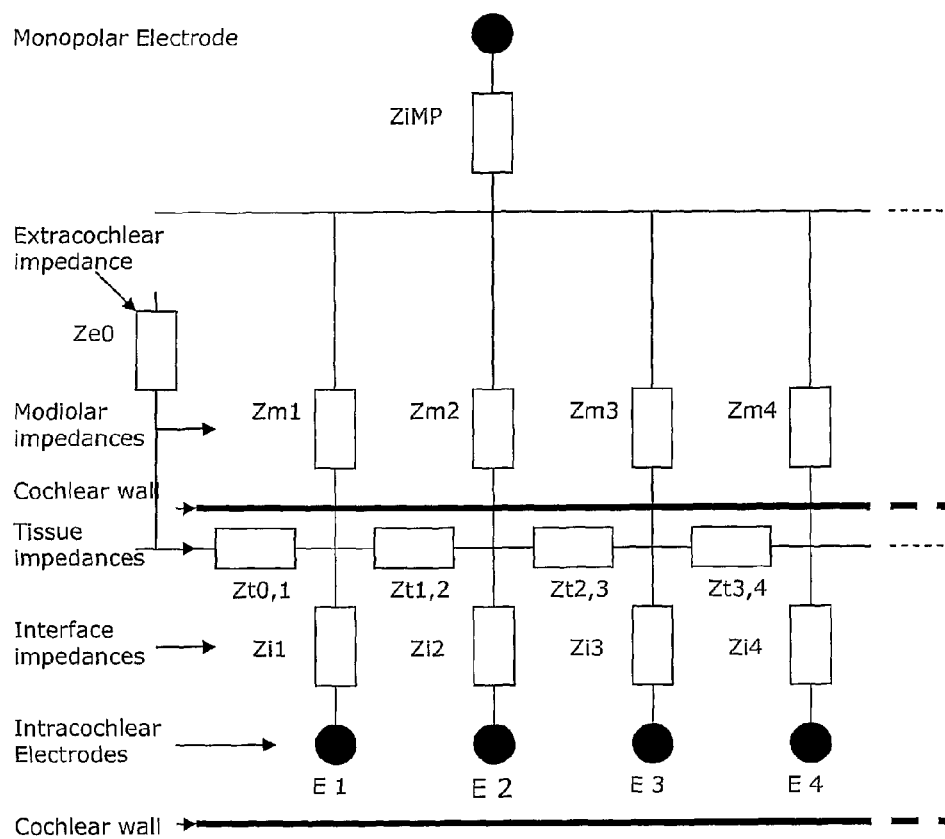 Monopolar Electrode
ZiMP
Extracochlear
impedance
Ze0
Modiolar
impedances
Zm1
Zm2
Zm3
Zm4
Cochlear wall
Tissue
impedances
Zt0,1
Zt1,2
Zt2,3
Zt3,4
Interface
impedances
Zi1
Zi2
Zi3
Zi4
Intracochlear
Electrodes
E 1
E 2
E 3
E 4
Cochlear wall